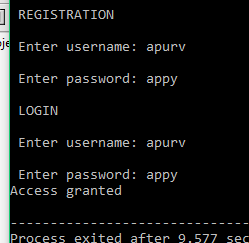 REGISTRATION
Enter username: apurv
Enter password: appy
LOGIN
Enter username: apurv
Enter password: appy
Access granted
--------------------------------
Process exited after 9.577 sec